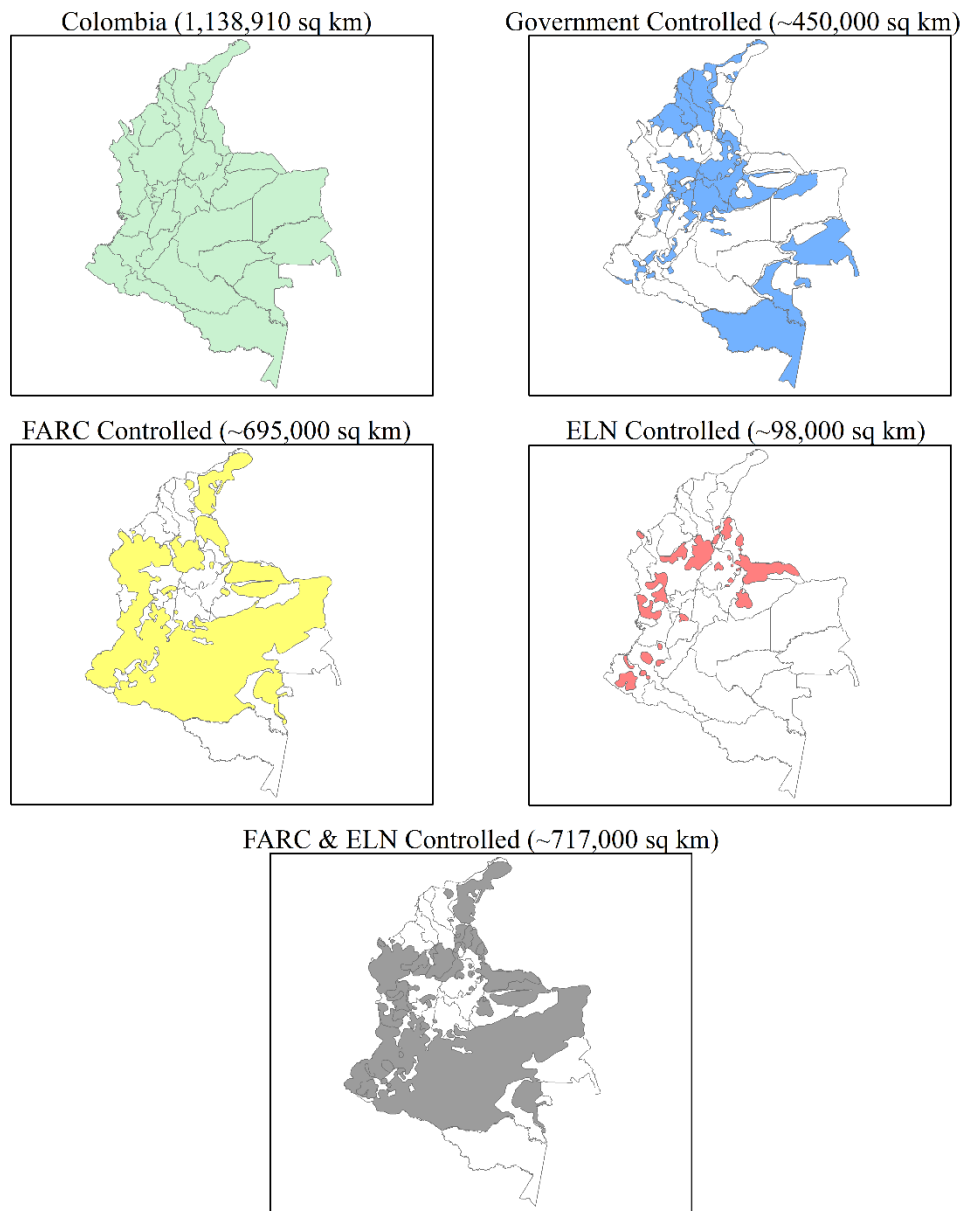 Colombia (1,138,910 sq km)
Government Controlled (~450,000 sq km)
FARC Controlled (~695,000 sq km)
ELN Controlled (~98,000 sq km)
FARC & ELN Controlled (~717,000 sq km)